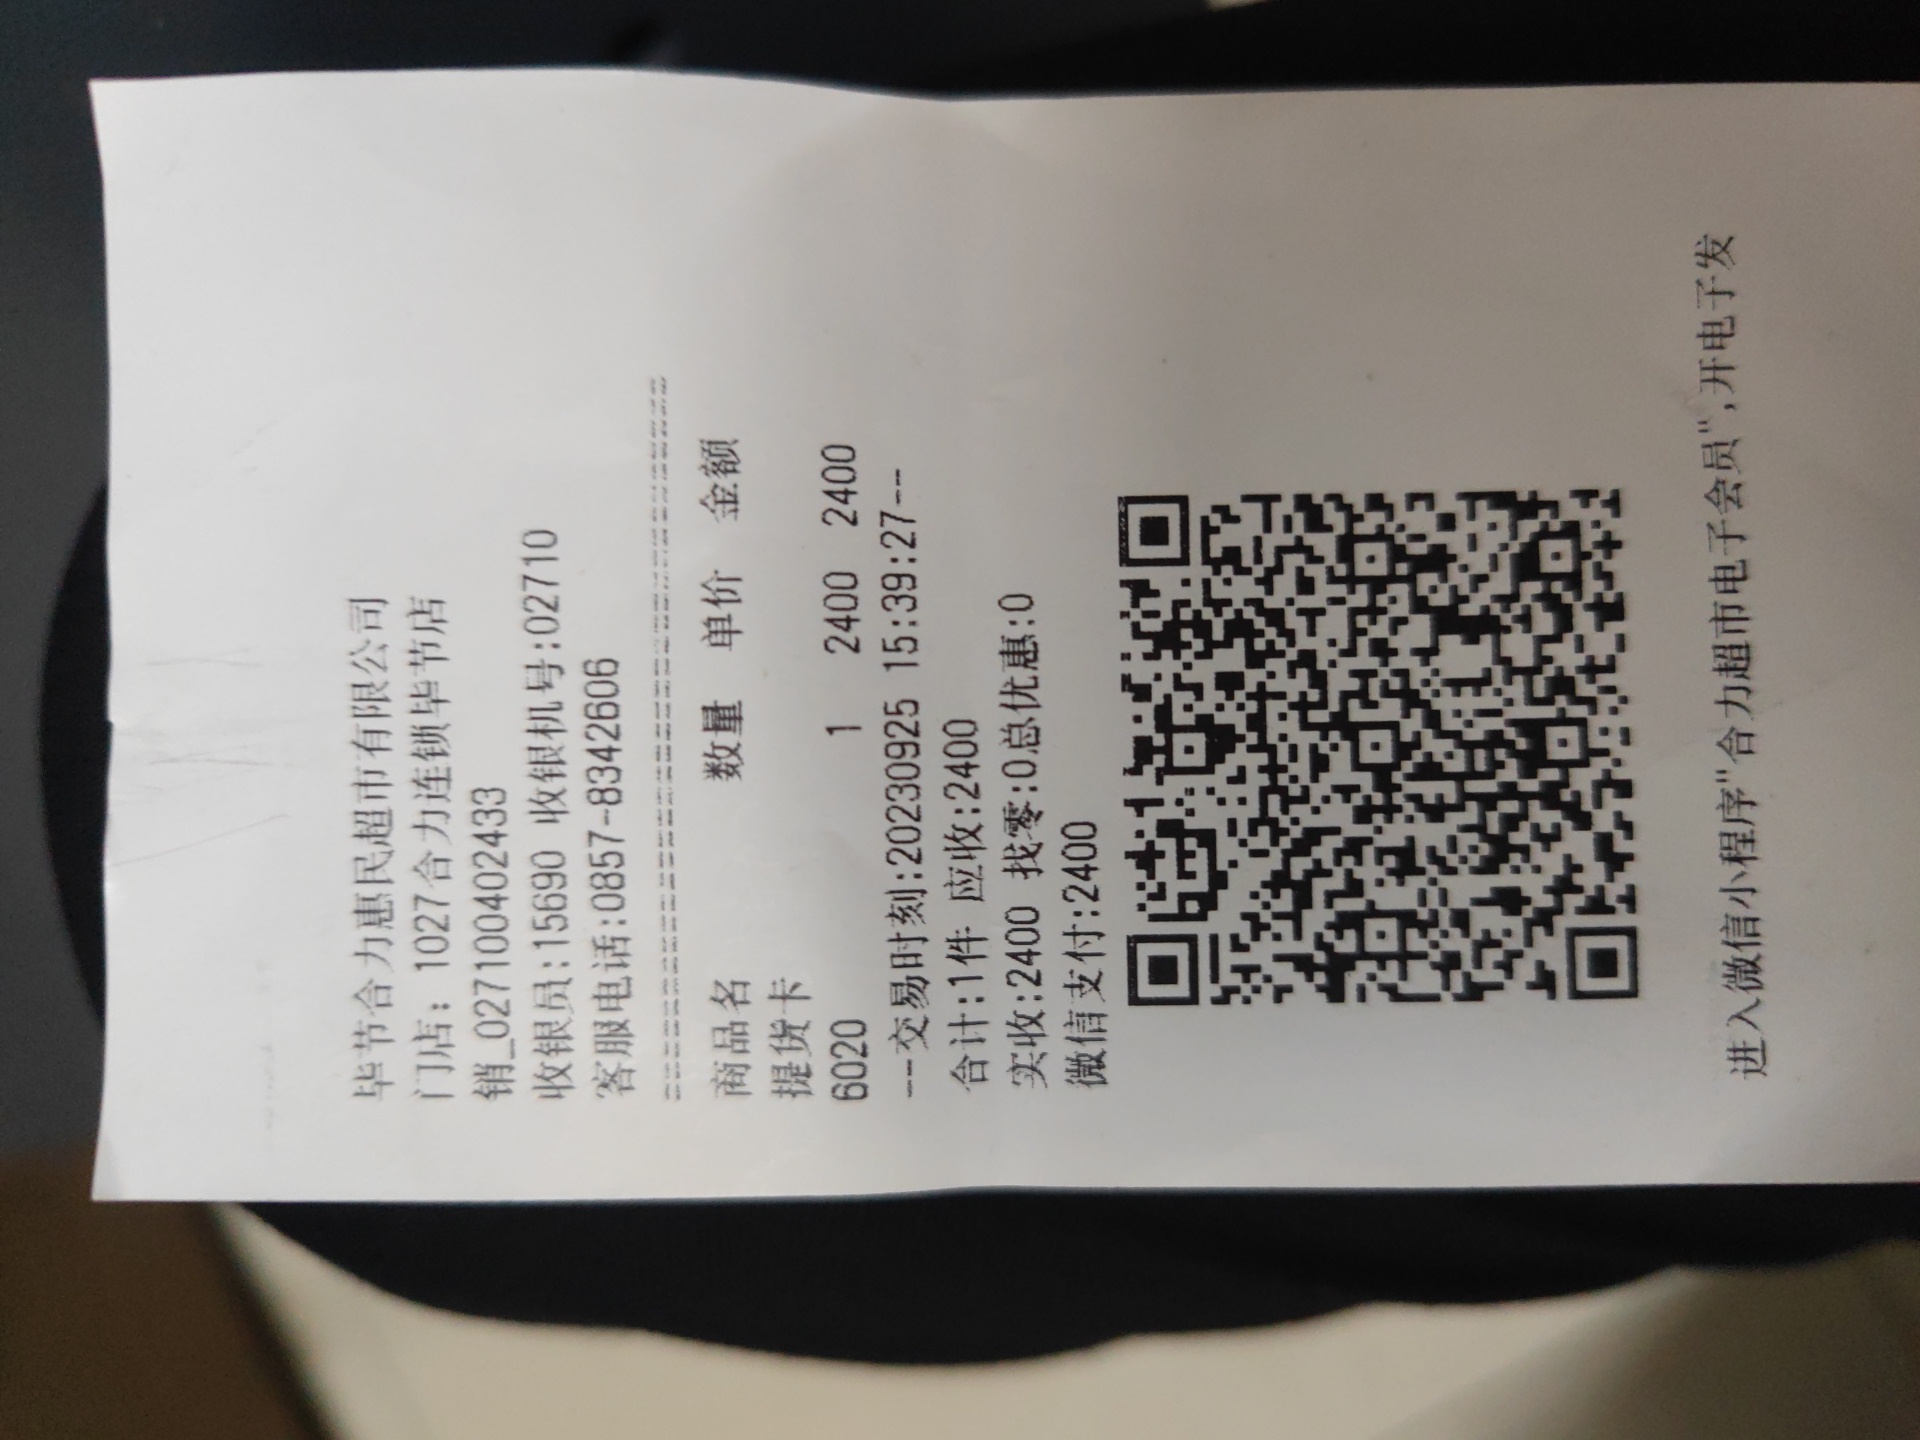 毕节合力惠民超市有限公司
门店: 1027合力连锁毕节店
销_027100402433
收银员:15690 收银机号:02710
客服电话:0857-8342606
商品名 数量 单价 金额
提货卡
6020 1 2400 2400
--交易时刻:20230925 15:39:27--
合计:1件 应收:2400
实收:2400 找零:0总优惠:0
微信支付:2400
进入微信小程序"合力超市电子会员",开电子发